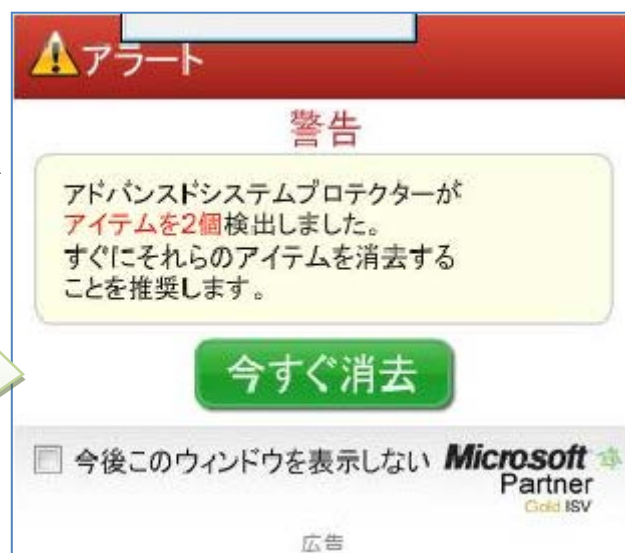 アラート
警告
アドバンスドシステムプロテクターが
アイテムを2個検出しました。
すぐにそれらのアイテムを消去する
ことを推奨します。
今すぐ消去
今後このウィンドウを表示しない
Microsoft
Partner
Gold ISV
広告